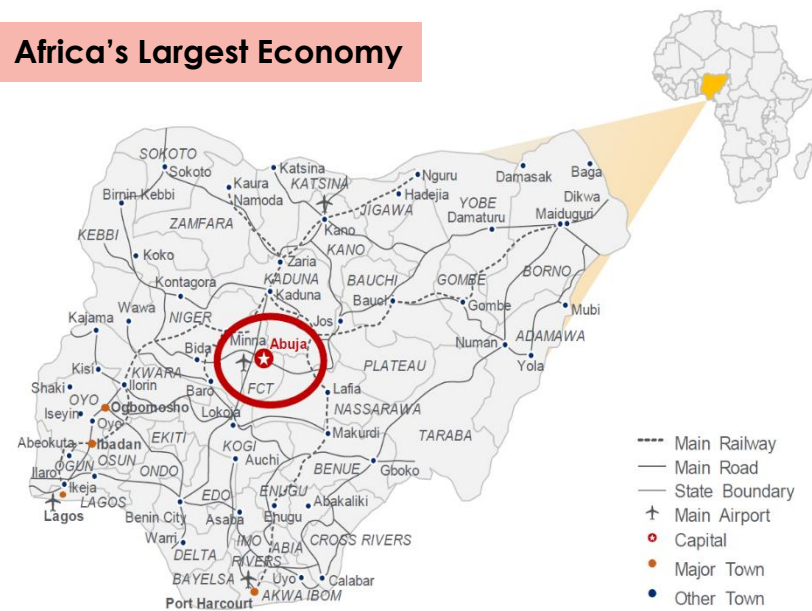 Africa's Largest Economy
SOKOTO
Sokoto
Katsina
Kaura
Namoda
KATSINA
Nguru
Hadejia
Damasak
Baga
Dikwa
Birnin Kebbi
ZAMFARA
JIGAWA
YOBE
Damaturu
Maiduguri
Kano
KANO
KEBBI
Koko
Zaria
KADUNA
Kaduna
BAUCHI
Bauci
GOMBE
Gombe
BORNO
Kontagora
Wawa
NIGER
Jos
Mubi
Kajama
Minna
Abuja
Bida
Numan
ADAMAWA
Yola
Kisi
KWARA
Ilorin
Baro
FCT
PLATEAU
Shaki
OYO
Ogbomosho
Lafia
NASSARAWA
Iseyin
Oyo
Lokoja
TARABA
Abeokuta
Ibadan
EKITI
KOGI
Makurdi
OGUN
OSUN
ONDO
Auchi
BENUE
Gboko
Ilaro
Ikeja
LAGOS
Lagos
EDO
ENUGU
Abakaliki
Benin City
Asaba
Enugu
Warri
DELTA
IMO
ABIA
CROSS RIVERS
RIVERS
BAYELSA
Uyo
Calabar
AKWA IBOM
Port Harcourt
Main Railway
Main Road
State Boundary
Main Airport
Capital
Major Town
Other Town